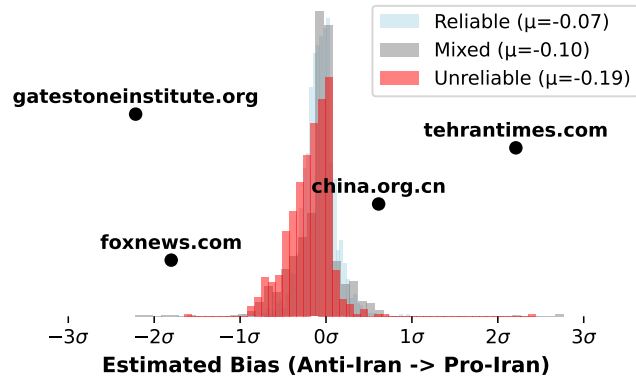 Reliable (μ=-0.07)
Mixed (μ=-0.10)
Unreliable (μ=-0.19)
gatestoneinstitute.org
tehrantimes.com
china.org.cn
foxnews.com
−3σ −2σ −1σ 0σ 1σ 2σ 3σ
Estimated Bias (Anti-Iran -> Pro-Iran)